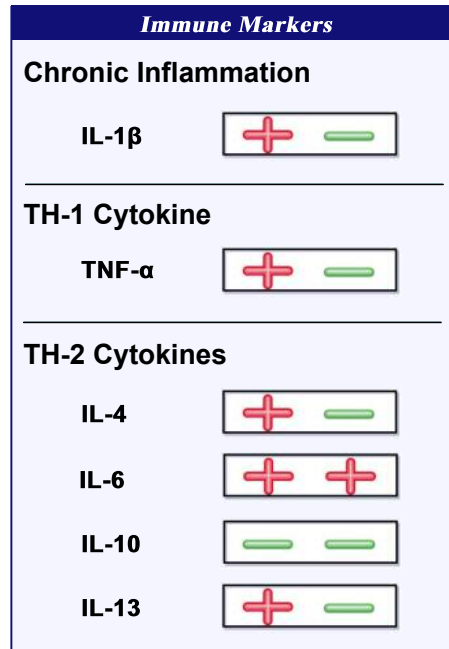 Immune Markers
Chronic Inflammation
IL-1β
TH-1 Cytokine
TNF-α
TH-2 Cytokines
IL-4
IL-6
IL-10
IL-13